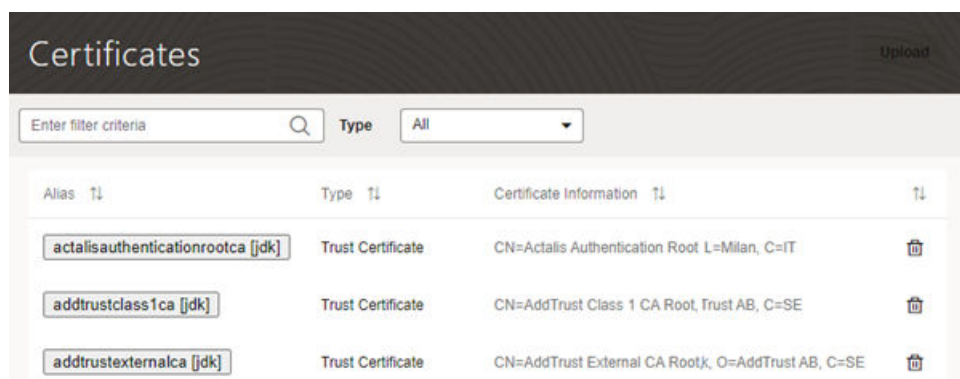 Certificates
Upload
Enter filter criteria
Type
All
Alias
Type
Certificate Information
actalisauthenticationrootca [jdk]
Trust Certificate
CN=Actalis Authentication Root L=Milan, C=IT
addtrustclass1ca [jdk]
Trust Certificate
CN=AddTrust Class 1 CA Root, Trust AB, C=SE
addtrustexternalca [jdk]
Trust Certificate
CN=AddTrust External CA Root, O=AddTrust AB, C=SE